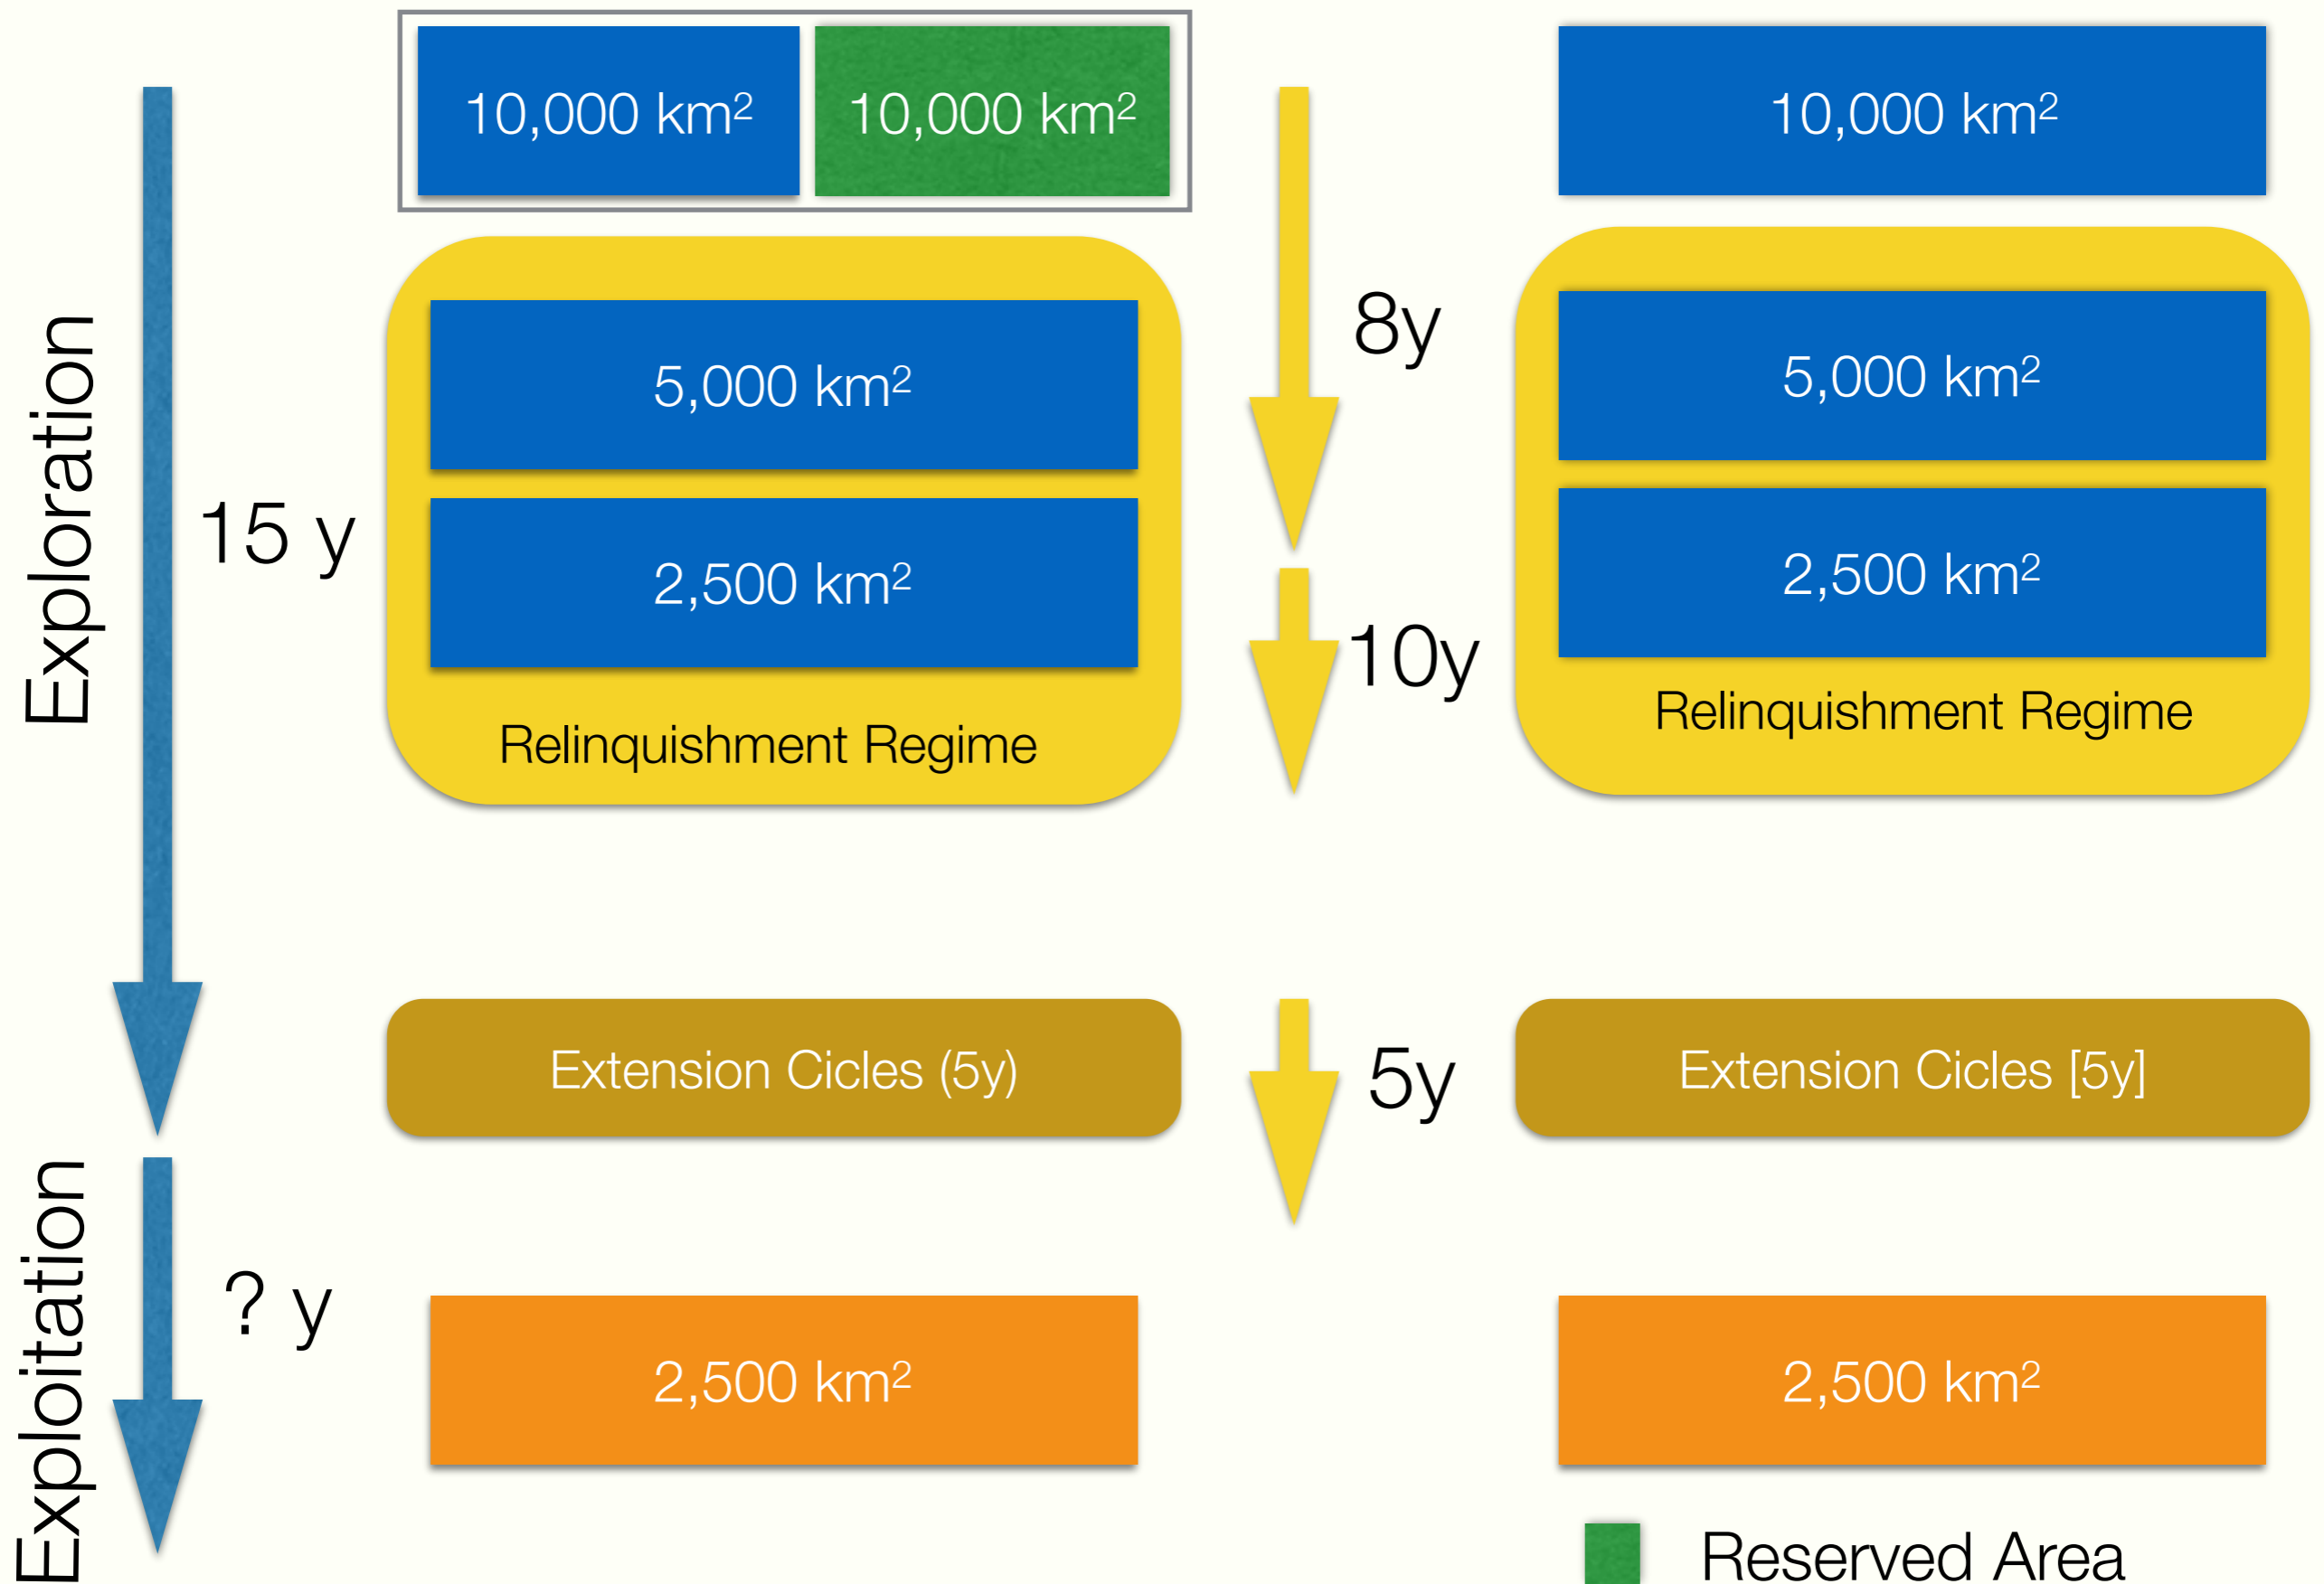 10,000 km²
10,000 km²
10,000 km²
Exploration
15 y
5,000 km²
8y
5,000 km²
2,500 km²
10y
2,500 km²
Relinquishment Regime
Relinquishment Regime
Extension Cicles (5y)
5y
Extension Cicles [5y]
Exploitation
? y
2,500 km²
2,500 km²
Reserved Area